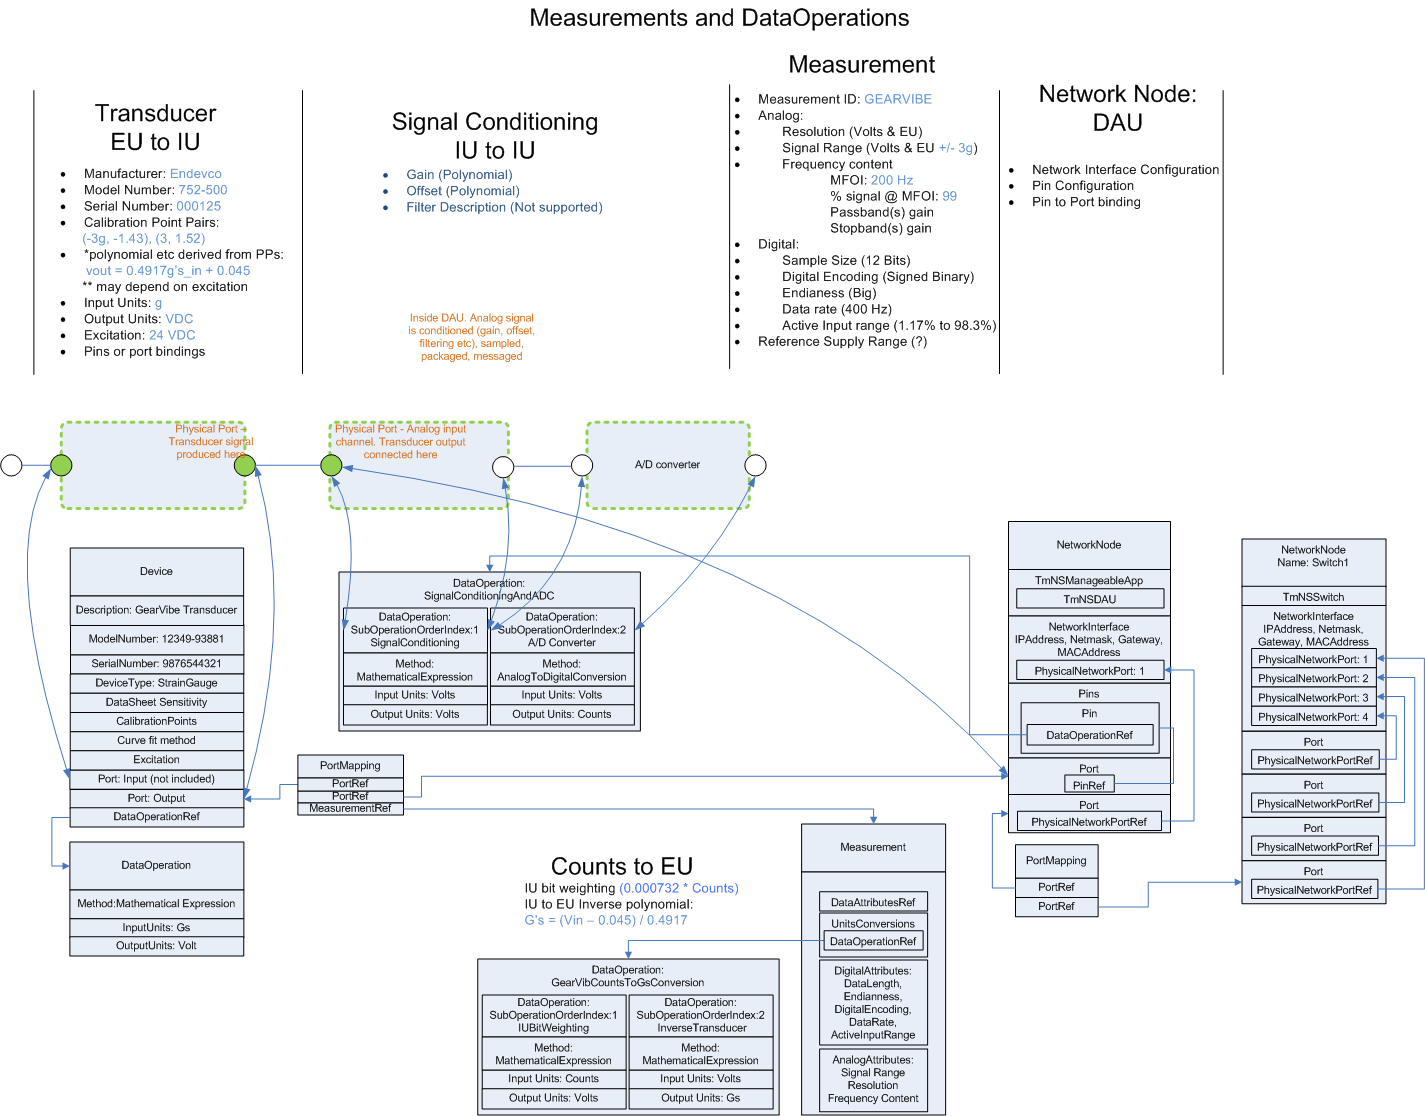 Measurements and DataOperations
Transducer
EU to IU
Manufacturer: Endevco
Model Number: 752-500
Serial Number: 000125
Calibration Point Pairs:
(-3g, -1.43), (3, 1.52)
*polynomial etc derived from PPs:
vout = 0.4917g's_in + 0.045
** may depend on excitation
Input Units: g
Output Units: VDC
Excitation: 24 VDC
Pins or port bindings
Signal Conditioning
IU to IU
Gain (Polynomial)
Offset (Polynomial)
Filter Description (Not supported)
Inside DAU. Analog signal
is conditioned (gain, offset,
filtering etc), sampled,
packaged, messaged
Measurement
Measurement ID: GEARVIBE
Analog:
Resolution (Volts & EU)
Signal Range (Volts & EU +/- 3g)
Frequency content
MFOI: 200 Hz
% signal @ MFOI: 99
Passband(s) gain
Stopband(s) gain
Digital:
Sample Size (12 Bits)
Digital Encoding (Signed Binary)
Endianess (Big)
Data rate (400 Hz)
Active Input range (1.17% to 98.3%)
Reference Supply Range (?)
Network Node:
DAU
Network Interface Configuration
Pin Configuration
Pin to Port binding
Physical Port –
Transducer signal
produced here
Physical Port - Analog input
channel. Transducer output
connected here
A/D converter
Device
Description: GearVibe Transducer
ModelNumber: 12349-93881
SerialNumber: 9876544321
DeviceType: StrainGauge
DataSheet Sensitivity
CalibrationPoints
Curve fit method
Excitation
Port: Input (not included)
Port: Output
DataOperationRef
DataOperation
Method:Mathematical Expression
InputUnits: Gs
OutputUnits: Volt
DataOperation:
SignalConditioningAndADC
DataOperation:
SubOperationOrderIndex:1
SignalConditioning
Method:
MathematicalExpression
Input Units: Volts
Output Units: Volts
DataOperation:
SubOperationOrderIndex:2
A/D Converter
Method:
AnalogToDigitalConversion
Input Units: Volts
Output Units: Counts
PortMapping
PortRef
PortRef
MeasurementRef
Counts to EU
IU bit weighting (0.000732 * Counts)
IU to EU Inverse polynomial:
G's = (Vin – 0.045) / 0.4917
DataOperation:
GearVibCountsToGsConversion
DataOperation:
SubOperationOrderIndex:1
IUBitWeighting
Method:
MathematicalExpression
Input Units: Counts
Output Units: Volts
DataOperation:
SubOperationOrderIndex:2
InverseTransducer
Method:
MathematicalExpression
Input Units: Volts
Output Units: Gs
Measurement
DataAttributesRef
UnitsConversions
DataOperationRef
DigitalAttributes:
DataLength,
Endianness,
DigitalEncoding,
DataRate,
ActiveInputRange
AnalogAttributes:
Signal Range
Resolution
Frequency Content
NetworkNode
TmNSManageableApp
TmNSDAU
NetworkInterface
IPAddress, Netmask, Gateway,
MACAddress
PhysicalNetworkPort: 1
Pins
Pin
DataOperationRef
Port
PinRef
Port
PhysicalNetworkPortRef
PortMapping
PortRef
PortRef
NetworkNode
Name: Switch1
TmNSSwitch
NetworkInterface
IPAddress, Netmask,
Gateway, MACAddress
PhysicalNetworkPort: 1
PhysicalNetworkPort: 2
PhysicalNetworkPort: 3
PhysicalNetworkPort: 4
Port
PhysicalNetworkPortRef
Port
PhysicalNetworkPortRef
Port
PhysicalNetworkPortRef
Port
PhysicalNetworkPortRef